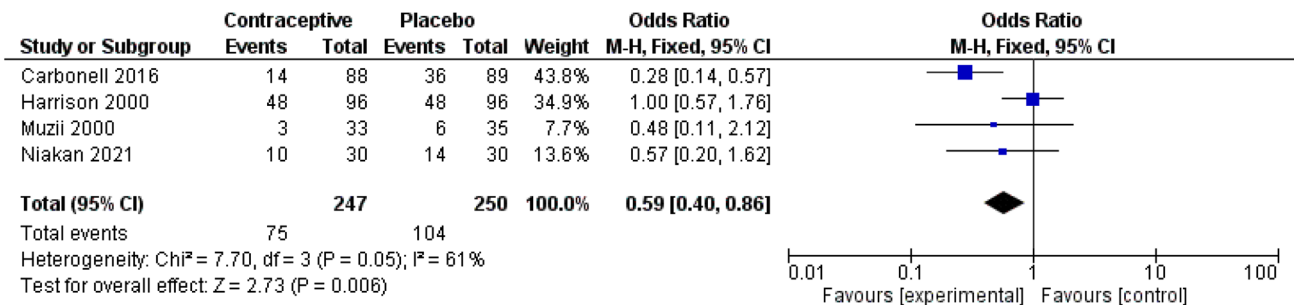 Contraceptive Placebo Odds Ratio Odds Ratio
Study or Subgroup Events Total Events Total Weight M-H, Fixed, 95% CI M-H, Fixed, 95% CI
Carbonell 2016 14 88 36 89 43.8% 0.28 [0.14, 0.57]
Harrison 2000 48 96 48 96 34.9% 1.00 [0.57, 1.76]
Muzii 2000 3 33 6 35 7.7% 0.48 [0.11, 2.12]
Niakan 2021 10 30 14 30 13.6% 0.57 [0.20, 1.62]
Total (95% CI) 247 250 100.0% 0.59 [0.40, 0.86]
Total events 75 104
Heterogeneity: Chi² = 7.70, df = 3 (P = 0.05); I² = 61%
Test for overall effect: Z = 2.73 (P = 0.006)
0.01 0.1 1 10 100
Favours [experimental] Favours [control]